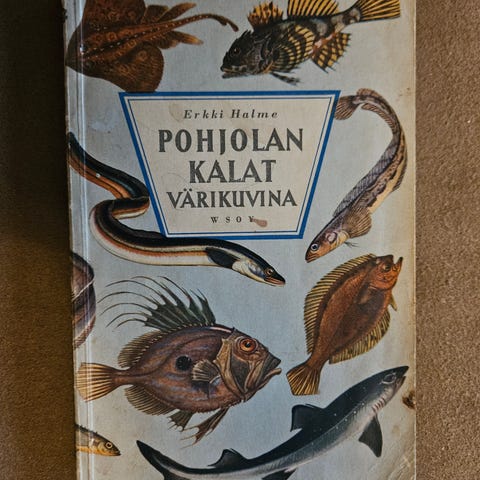 Erkki Halme
POHJOLAN
KALAT
VÄRIKUVINA
WSOY